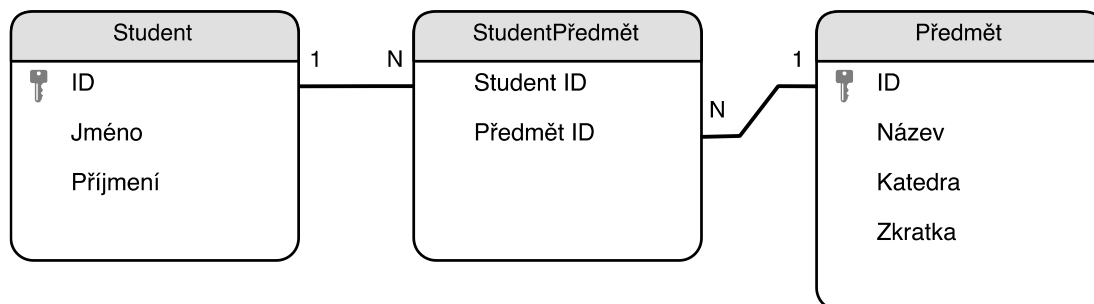 Student
1
ID
Jméno
Příjmení
N
StudentPředmět
Student ID
Předmět ID
N
1
Předmět
ID
Název
Katedra
Zkratka